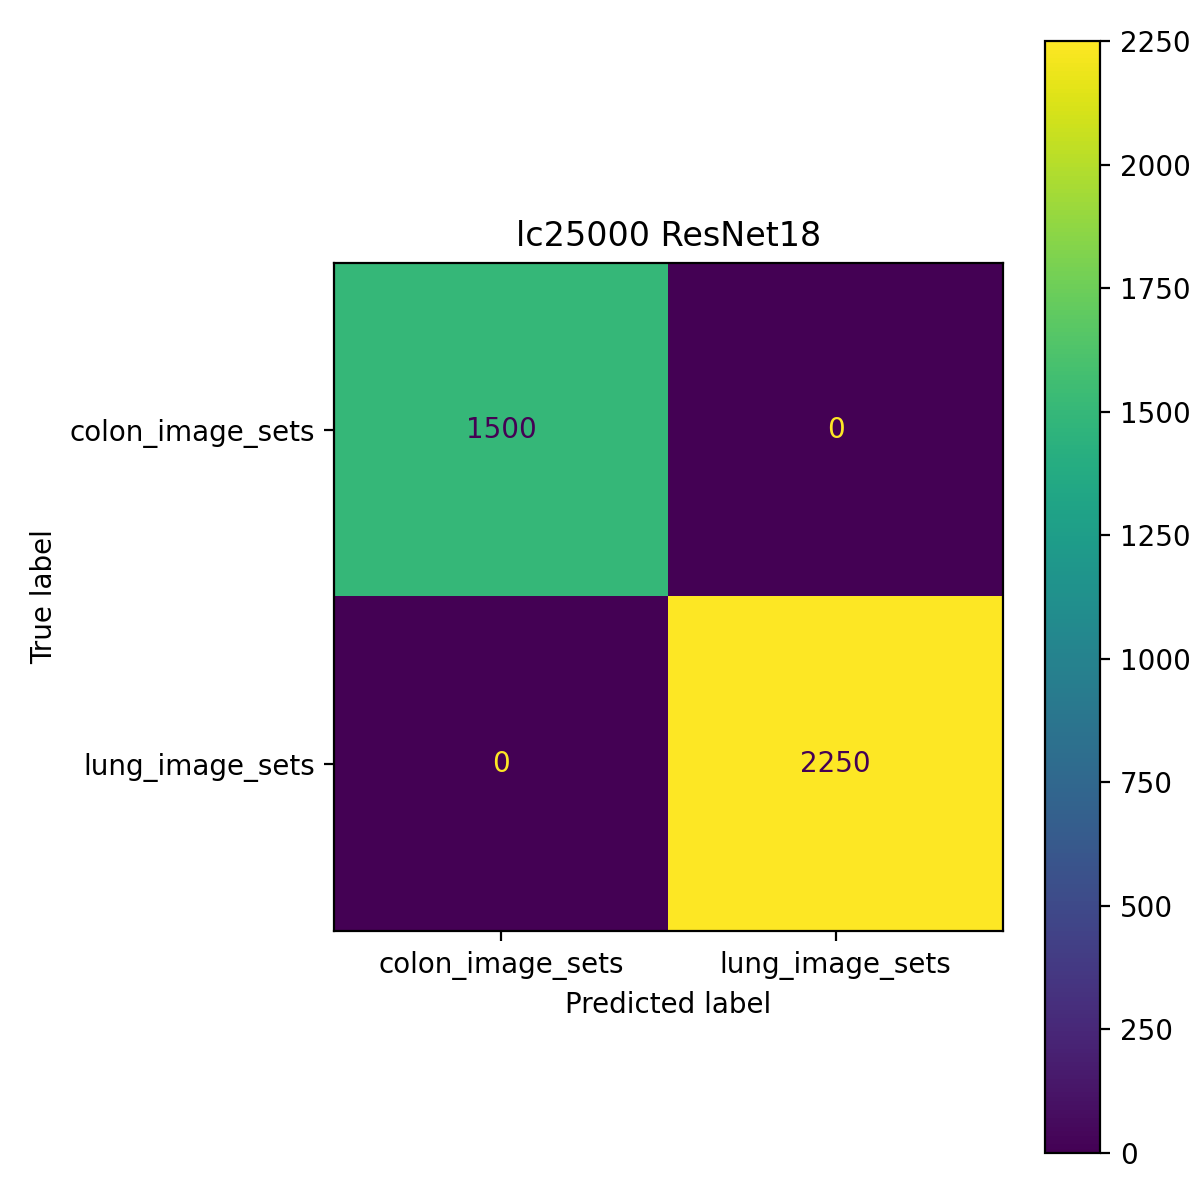 lc25000 ResNet18
True label
colon_image_sets
1500
0
lung_image_sets
0
2250
colon_image_sets
lung_image_sets
Predicted label
2250
2000
1750
1500
1250
1000
750
500
250
0